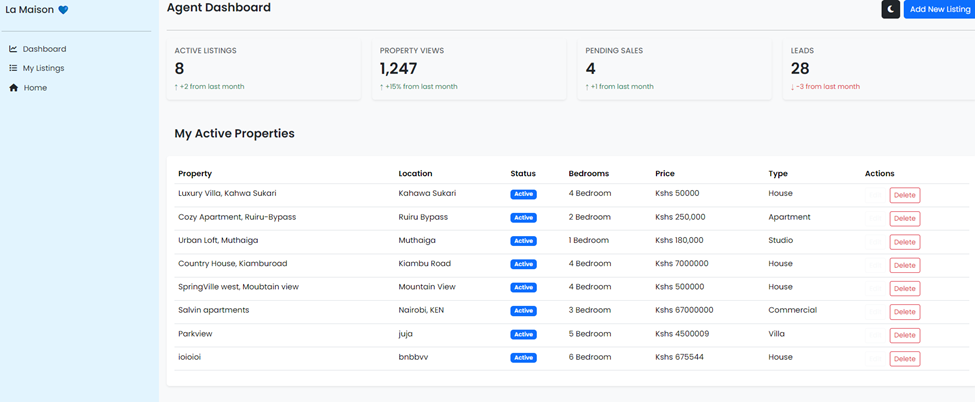 La Maison
Agent Dashboard
Add New Listing
Dashboard
My Listings
Home
ACTIVE LISTINGS
8
↑ +2 from last month
PROPERTY VIEWS
1,247
↑ +15% from last month
PENDING SALES
4
↑ +1 from last month
LEADS
28
↓ -3 from last month
My Active Properties
Property Location Status Bedrooms Price Type Actions
Luxury Villa, Kahwa Sukari Kahawa Sukari Active 4 Bedroom Kshs 50000 House Delete
Cozy Apartment, Ruiru-Bypass Ruiru Bypass Active 2 Bedroom Kshs 250,000 Apartment Delete
Urban Loft, Muthaiga Muthaiga Active 1 Bedroom Kshs 180,000 Studio Delete
Country House, Kiamburoad Kiambu Road Active 4 Bedroom Kshs 7000000 House Delete
SpringVille west, Moubtain view Mountain View Active 4 Bedroom Kshs 500000 House Delete
Salvin apartments Nairobi, KEN Active 3 Bedroom Kshs 67000000 Commercial Delete
Parkview juja Active 5 Bedroom Kshs 4500009 Villa Delete
ioioioi bnbbvv Active 6 Bedroom Kshs 675544 House Delete